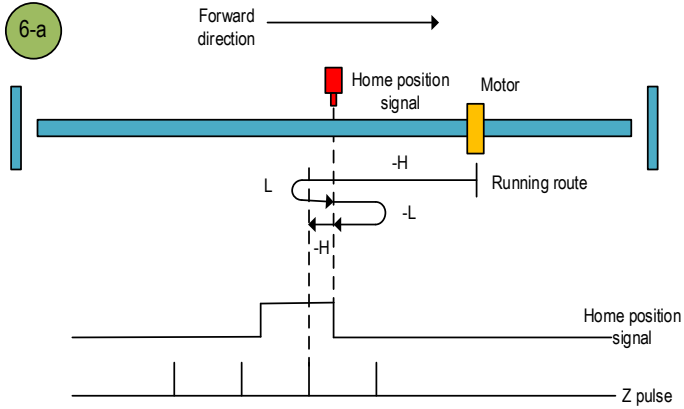 6-a
Forward
direction
Home position
signal
Motor
-H
Running route
L
-L
-H
Home position
signal
Z pulse